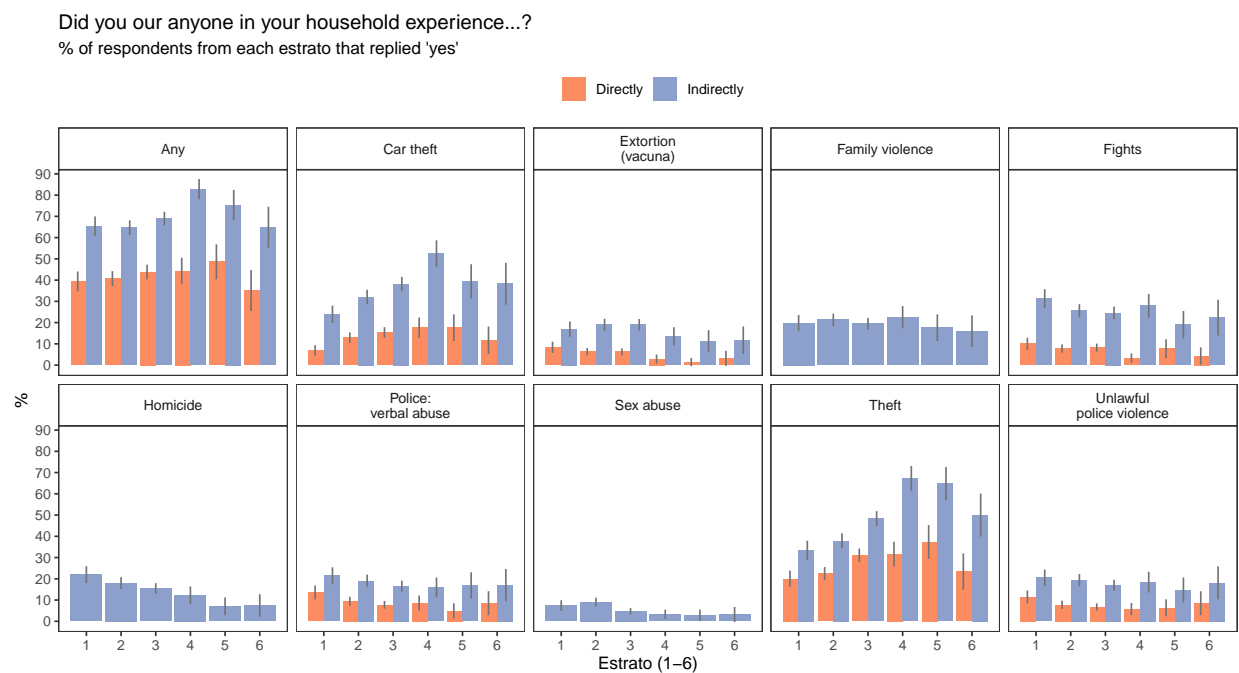 Did you our anyone in your household experience...?
% of respondents from each estrato that replied 'yes'
Directly Indirectly
Any Car theft Extortion Family violence Fights
(vacuna)
90
80
70
60
50
40
30
20
10
0
Homicide Police: Sex abuse Theft Unlawful
verbal abuse police violence
90
80
70
60
50
40
30
20
10
0
%
1 2 3 4 5 6 1 2 3 4 5 6 1 2 3 4 5 6 1 2 3 4 5 6 1 2 3 4 5 6
Estrato (1−6)